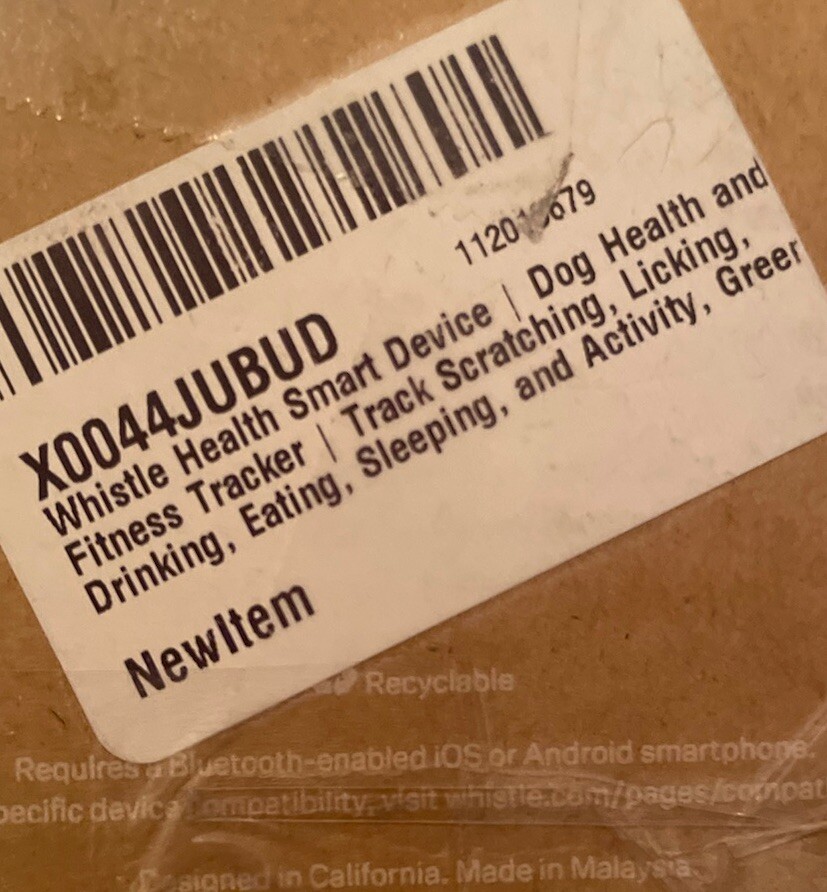 X0044JUBUD
Whistle Health Smart Device | Dog Health and
Fitness Tracker | Track Scratching, Licking,
Drinking, Eating, Sleeping, and Activity, Green
NewItem
Recyclable
Requires a Bluetooth-enabled iOS or Android smartphone.
pecific device compatibility, visit whistle.com/pages/compat
Designed in California. Made in Malaysia.